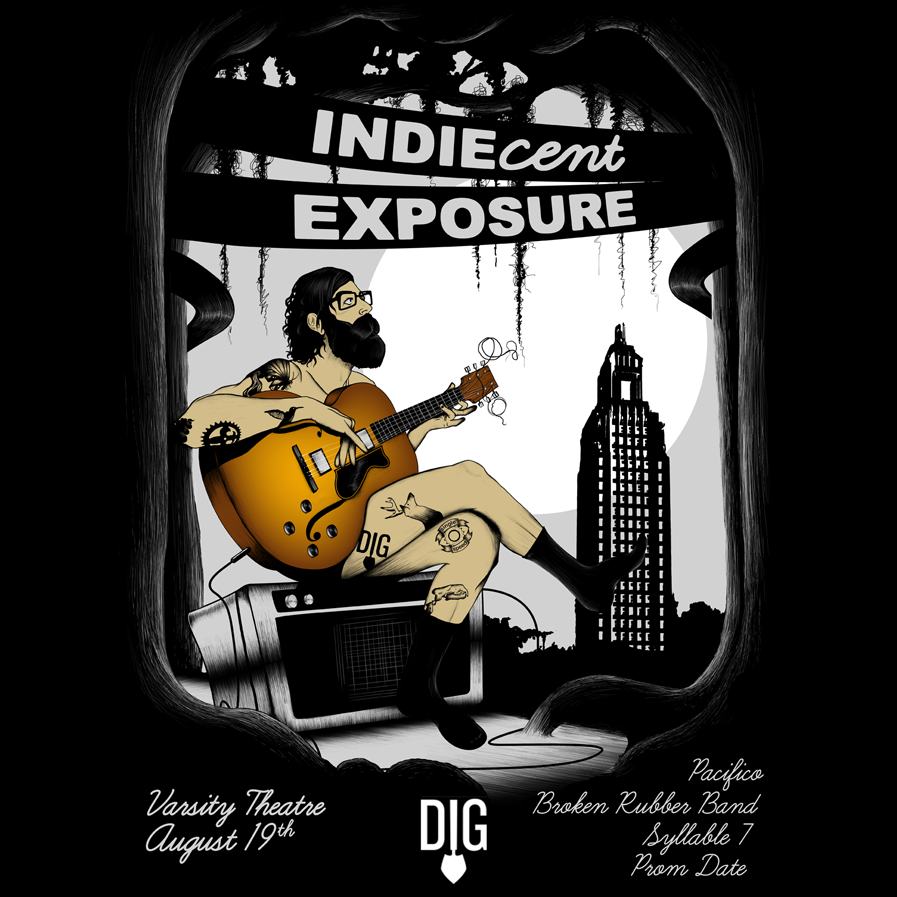 INDIEcent
EXPOSURE
DIG
Varsity Theatre
August 19th
DIG
Pacifico
Broken Rubber Band
Syllable 7
Prom Date